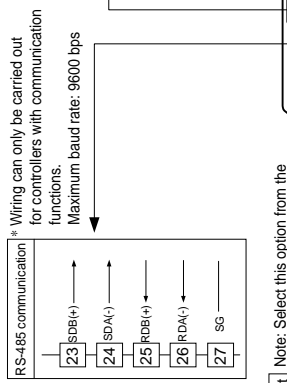 * Wiring can only be carried out
for controllers with communication
functions.
Maximum baud rate: 9600 bps
RS-485 communication
23 SDB(+)
24 SDA(-)
25 RDB(+)
26 RDA(-)
27 SG
Note: Select this option from the